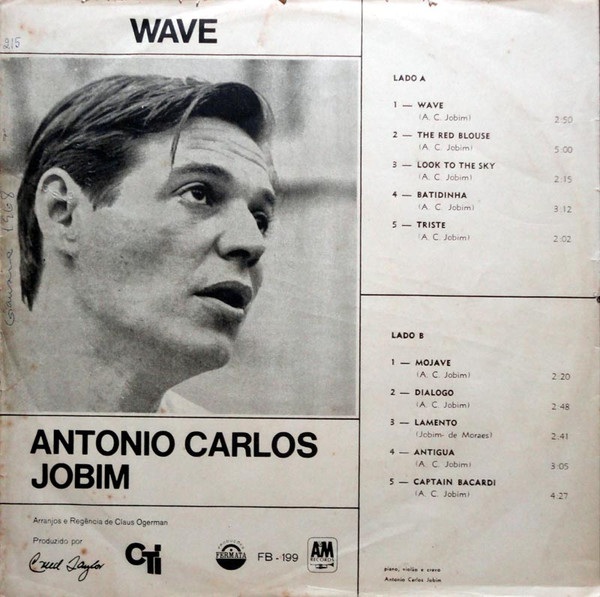 WAVE
215
1968
ANTONIO CARLOS
JOBIM
Arranjos e Regência de Claus Ogerman
Produzido por
Creed Taylor
CTi
FERMATA
FB - 199
A&M
RECORDS
LADO A
1 — WAVE
(A. C. Jobim) 2:50
2 — THE RED BLOUSE
(A. C. Jobim) 5:00
3 — LOOK TO THE SKY
(A. C. Jobim) 2:15
4 — BATIDINHA
(A. C. Jobim) 3:12
5 — TRISTE
(A. C. Jobim) 2:02
LADO B
1 — MOJAVE
(A. C. Jobim) 2:20
2 — DIALOGO
(A. C. Jobim) 2:48
3 — LAMENTO
(Jobim- de Moraes) 2:41
4 — ANTIGUA
(A. C. Jobim) 3:05
5 — CAPTAIN BACARDI
(A. C. Jobim) 4:27
piano, violão e cravo
Antonio Carlos Jobim